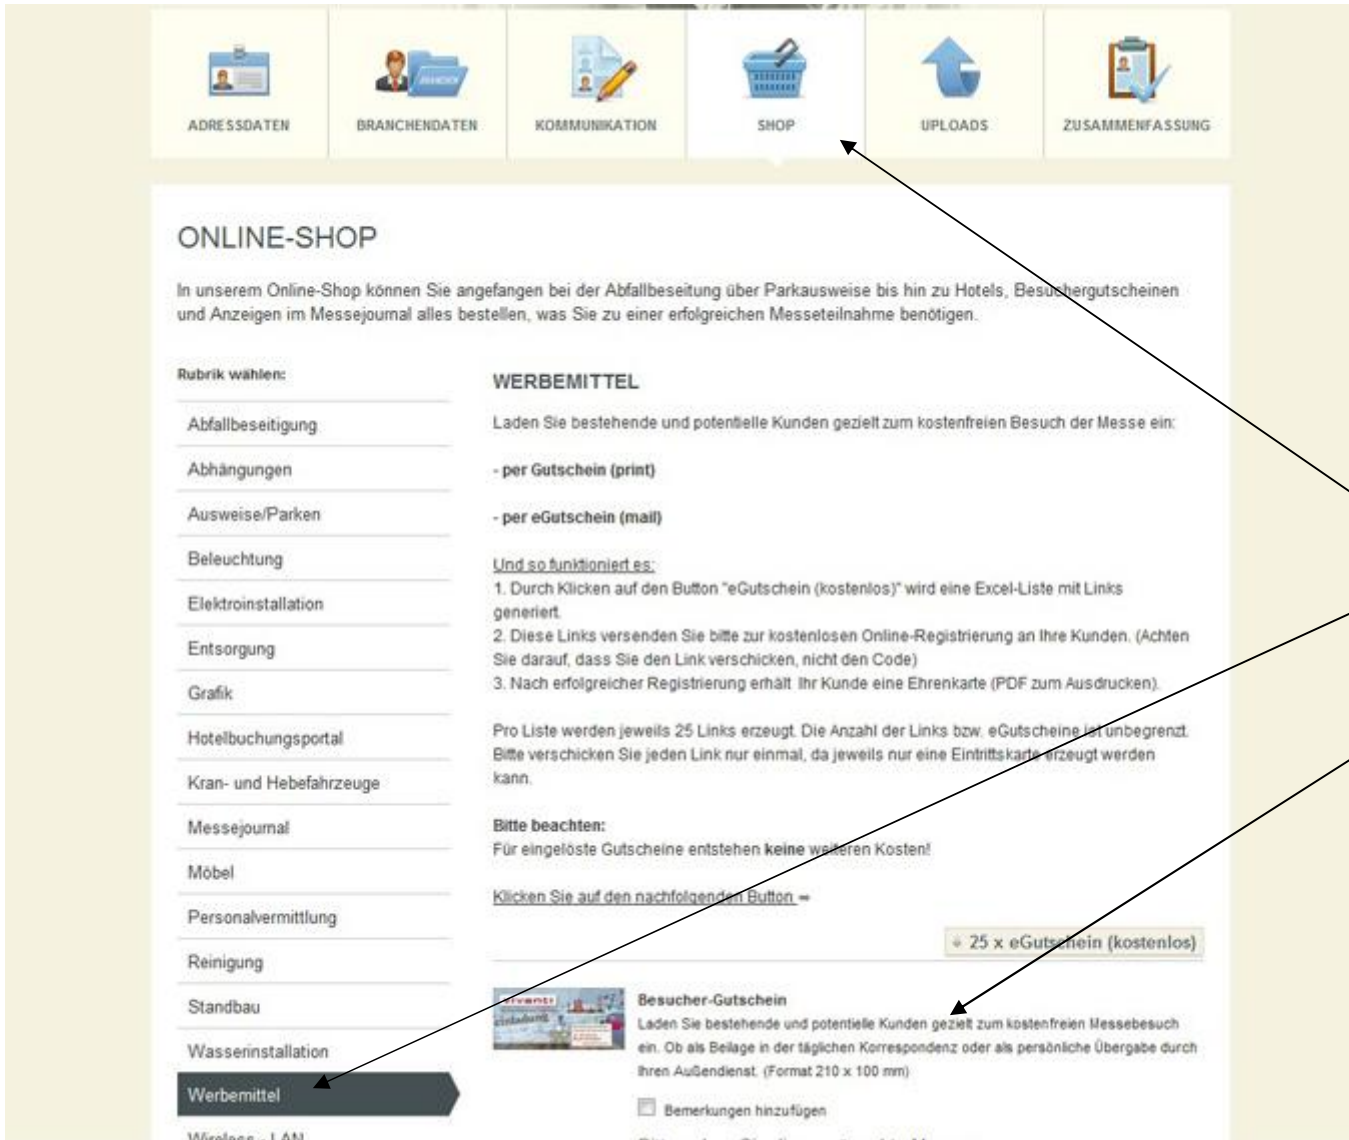 ADRESSDATEN
BRANCHENDATEN
KOMMUNIKATION
SHOP
UPLOADS
ZUSAMMENFASSUNG
ONLINE-SHOP
In unserem Online-Shop können Sie angefangen bei der Abfallbeseitung über Parkausweise bis hin zu Hotels, Besuchergutscheinen
und Anzeigen im Messejournal alles bestellen, was Sie zu einer erfolgreichen Messeteilnahme benötigen.
Rubrik wählen:
Abfallbeseitigung
Abhängungen
Ausweise/Parken
Beleuchtung
Elektroinstallation
Entsorgung
Grafik
Hotelbuchungsportal
Kran- und Hebefahrzeuge
Messejournal
Möbel
Personalvermittlung
Reinigung
Standbau
Wasserinstallation
Werbemittel
Wireless - LAN
WERBEMITTEL
Laden Sie bestehende und potentielle Kunden gezielt zum kostenfreien Besuch der Messe ein:
- per Gutschein (print)
- per eGutschein (mail)
Und so funktioniert es:
1. Durch Klicken auf den Button "eGutschein (kostenlos)" wird eine Excel-Liste mit Links
generiert.
2. Diese Links versenden Sie bitte zur kostenlosen Online-Registrierung an Ihre Kunden. (Achten
Sie darauf, dass Sie den Link verschicken, nicht den Code)
3. Nach erfolgreicher Registrierung erhält Ihr Kunde eine Ehrenkarte (PDF zum Ausdrucken).
Pro Liste werden jeweils 25 Links erzeugt. Die Anzahl der Links bzw. eGutscheine ist unbegrenzt.
Bitte verschicken Sie jeden Link nur einmal, da jeweils nur eine Eintrittskarte erzeugt werden
kann.
Bitte beachten:
Für eingelöste Gutscheine entstehen keine weiteren Kosten!
Klicken Sie auf den nachfolgenden Button
25 x eGutschein (kostenlos)
vivanti
einladung
Besucher-Gutschein
Laden Sie bestehende und potentielle Kunden gezielt zum kostenfreien Messebesuch
ein. Ob als Beilage in der täglichen Korrespondenz oder als persönliche Übergabe durch
Ihren Außendienst. (Format 210 x 100 mm)
Bemerkungen hinzufügen